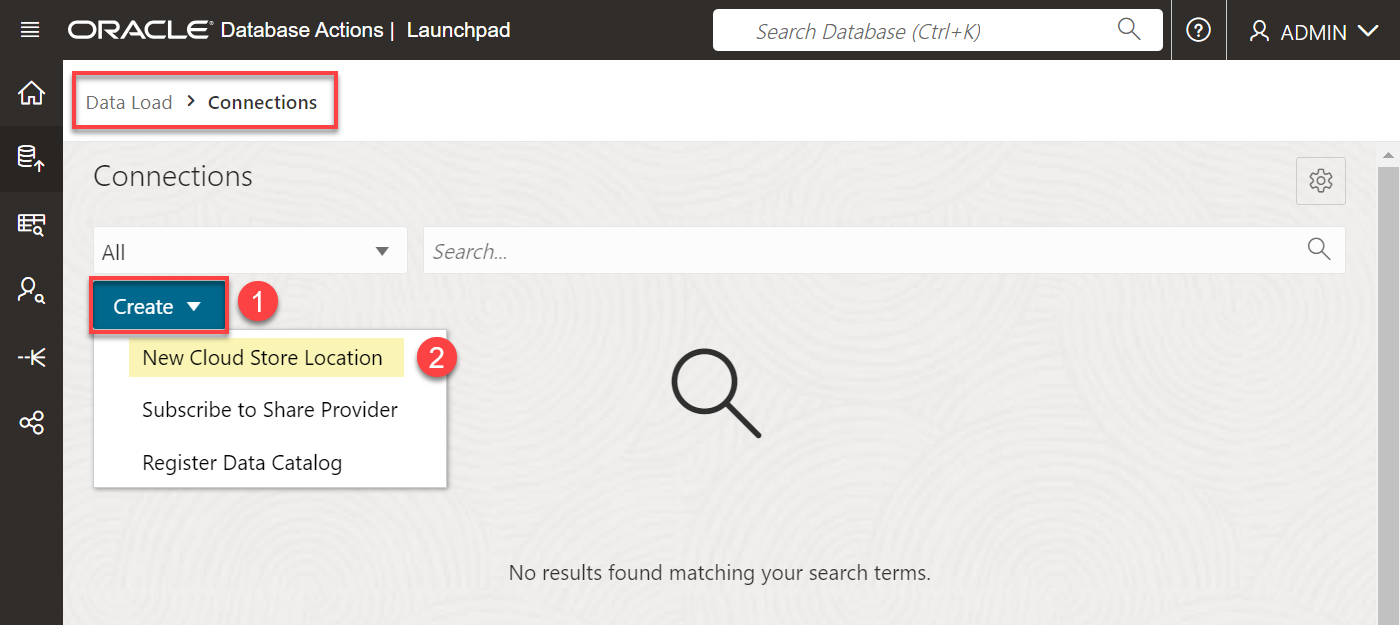 ORACLE Database Actions | Launchpad
Search Database (Ctrl+K)
ADMIN
Data Load > Connections
Connections
All
Search...
Create
1
New Cloud Store Location
2
Subscribe to Share Provider
Register Data Catalog
No results found matching your search terms.